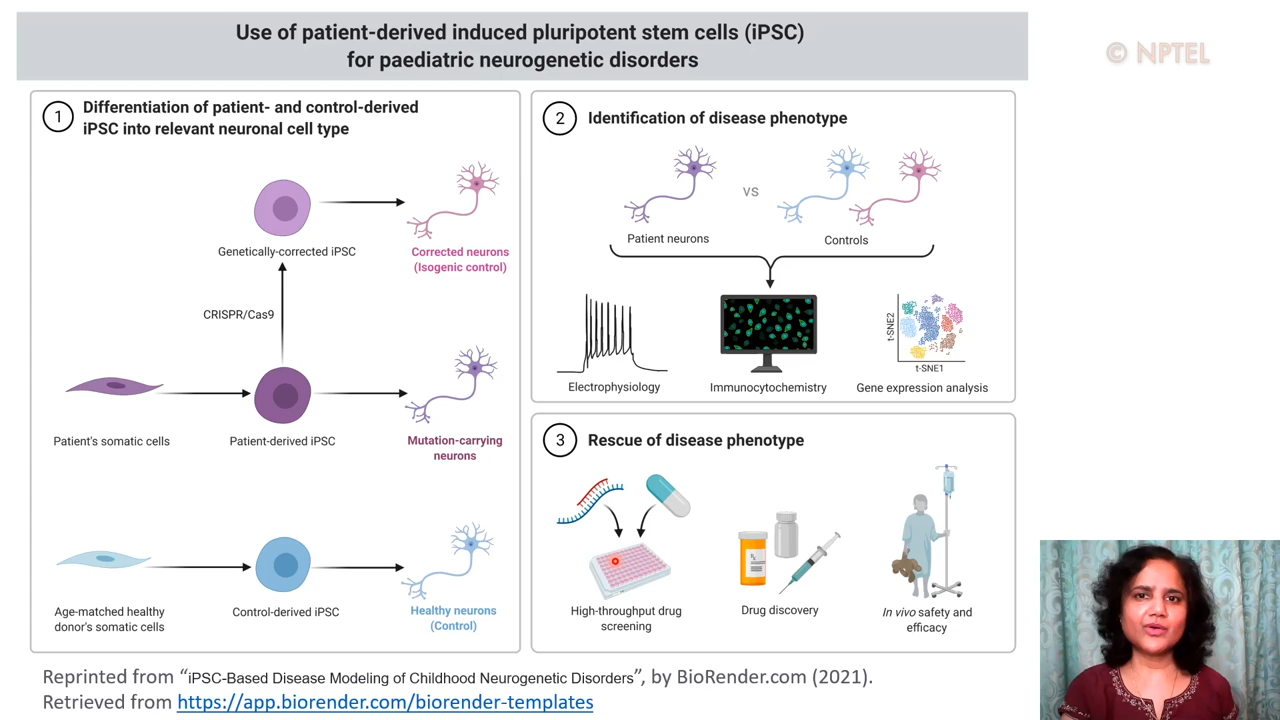 Use of patient-derived induced pluripotent stem cells (iPSC)
for paediatric neurogenetic disorders
© NPTEL
1
Differentiation of patient- and control-derived
iPSC into relevant neuronal cell type
Genetically-corrected iPSC
Corrected neurons
(Isogenic control)
CRISPR/Cas9
Patient's somatic cells
Patient-derived iPSC
Mutation-carrying
neurons
Age-matched healthy
donor's somatic cells
Control-derived iPSC
Healthy neurons
(Control)
2
Identification of disease phenotype
VS
Patient neurons
Controls
Electrophysiology
Immunocytochemistry
t-SNE2
t-SNE1
Gene expression analysis
3
Rescue of disease phenotype
High-throughput drug
screening
Drug discovery
In vivo safety and
efficacy
Reprinted from “iPSC-Based Disease Modeling of Childhood Neurogenetic Disorders”, by BioRender.com (2021).
Retrieved from https://app.biorender.com/biorender-templates